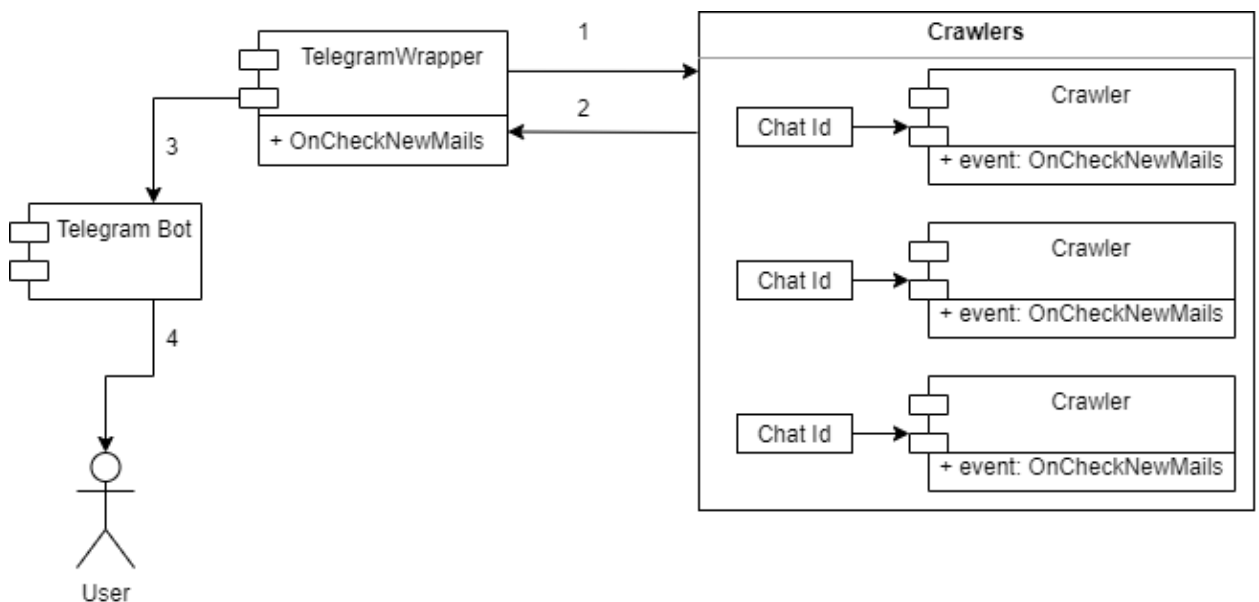 1
Crawlers
TelegramWrapper
Crawler
2
Chat Id
+ OnCheckNewMails
3
+ event: OnCheckNewMails
Telegram Bot
Crawler
Chat Id
+ event: OnCheckNewMails
4
Crawler
Chat Id
+ event: OnCheckNewMails
User